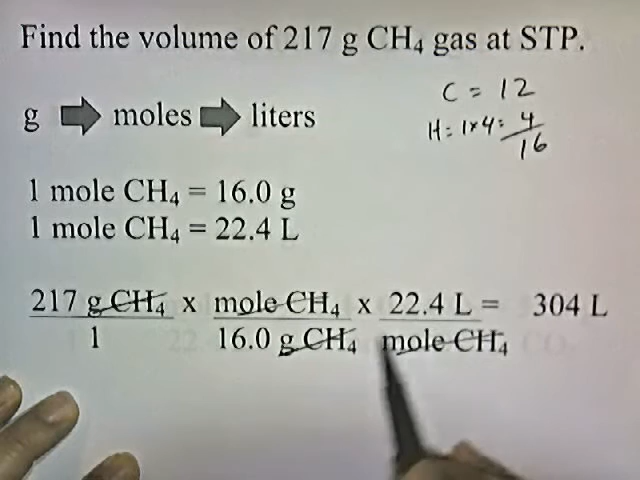 Find the volume of 217 g CH₄ gas at STP.
C = 12
g moles liters
H = 1×4 = 4
16
1 mole CH₄ = 16.0 g
1 mole CH₄ = 22.4 L
217 g CH₄ x mole CH₄ x 22.4 L = 304 L
1 16.0 g CH₄ mole CH₄